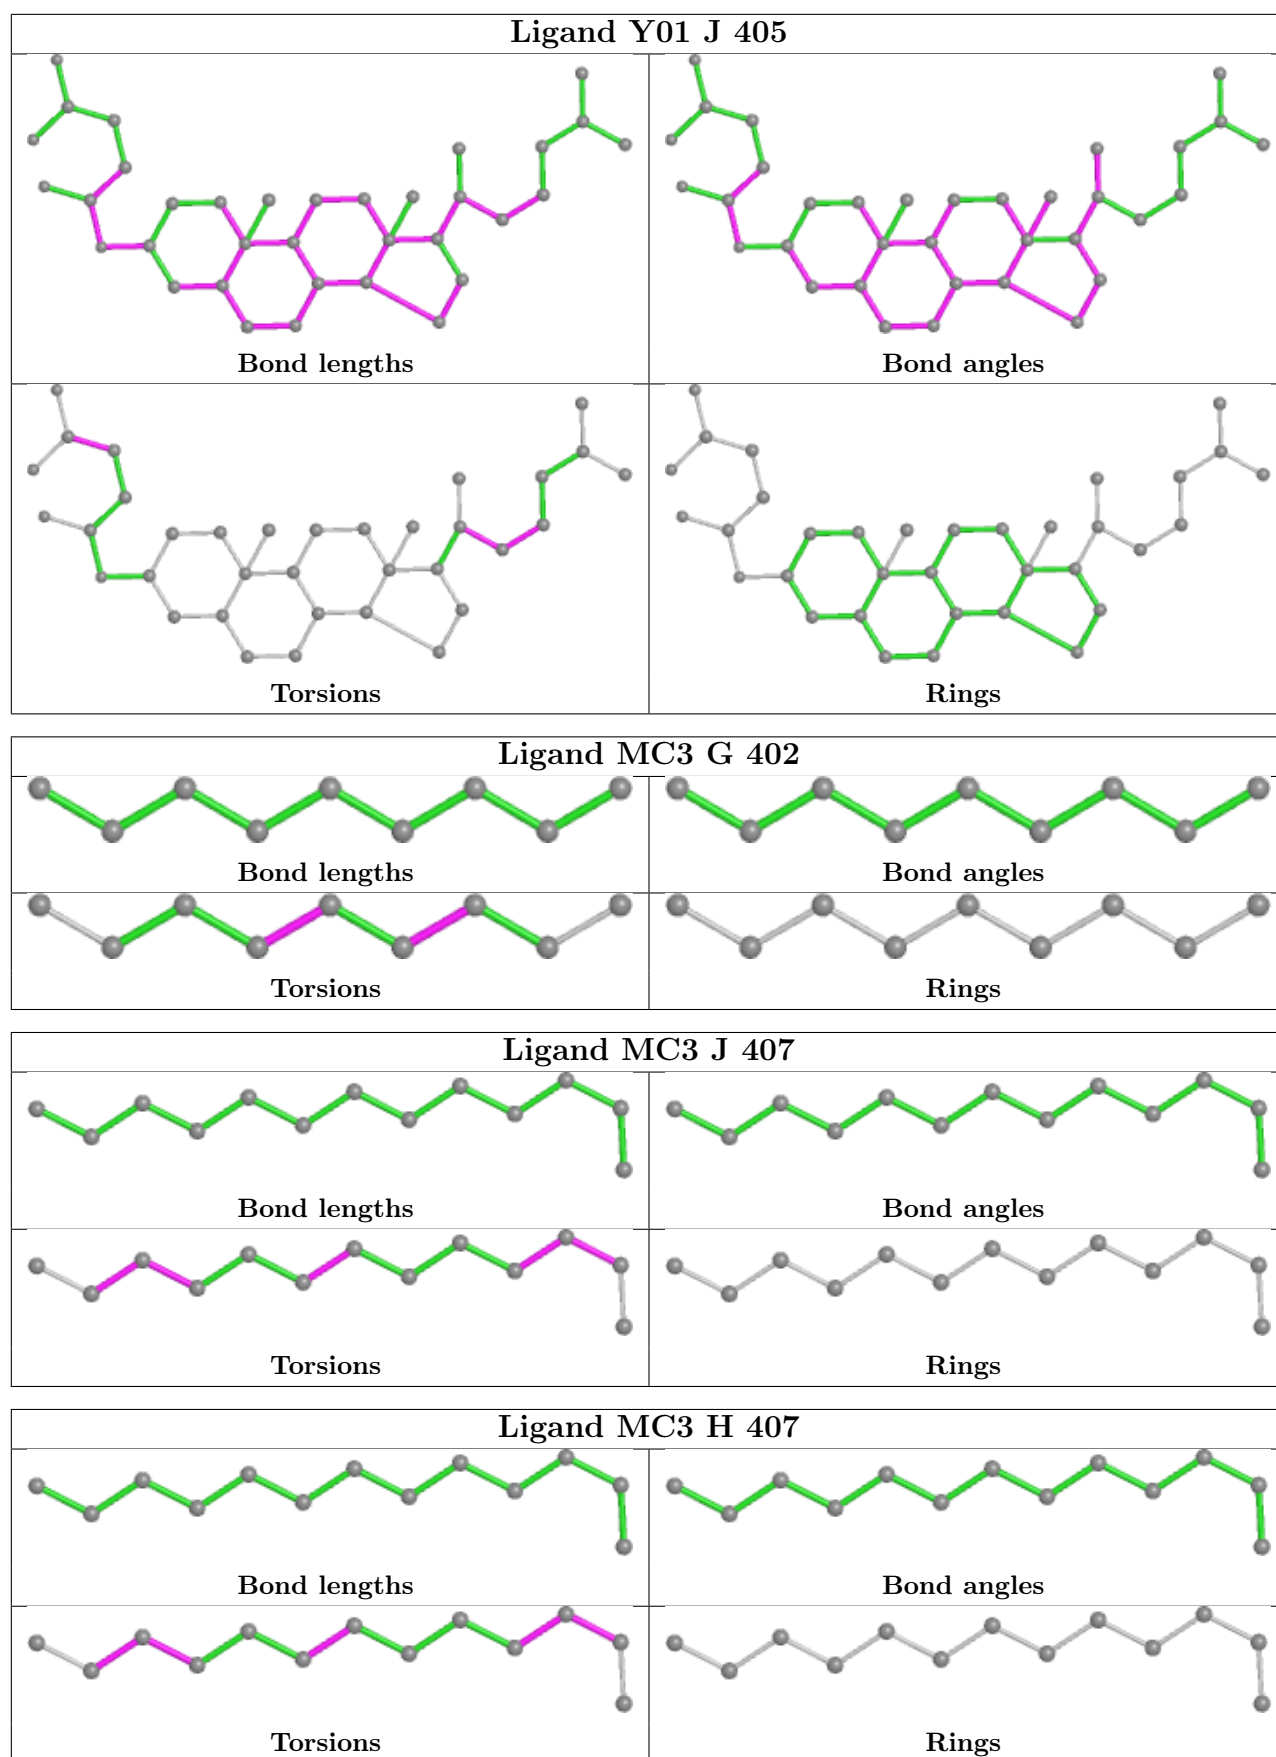 Ligand Y01 J 405
Bond lengths
Bond angles
Torsions
Rings
Ligand MC3 G 402
Bond lengths
Bond angles
Torsions
Rings
Ligand MC3 J 407
Bond lengths
Bond angles
Torsions
Rings
Ligand MC3 H 407
Bond lengths
Bond angles
Torsions
Rings